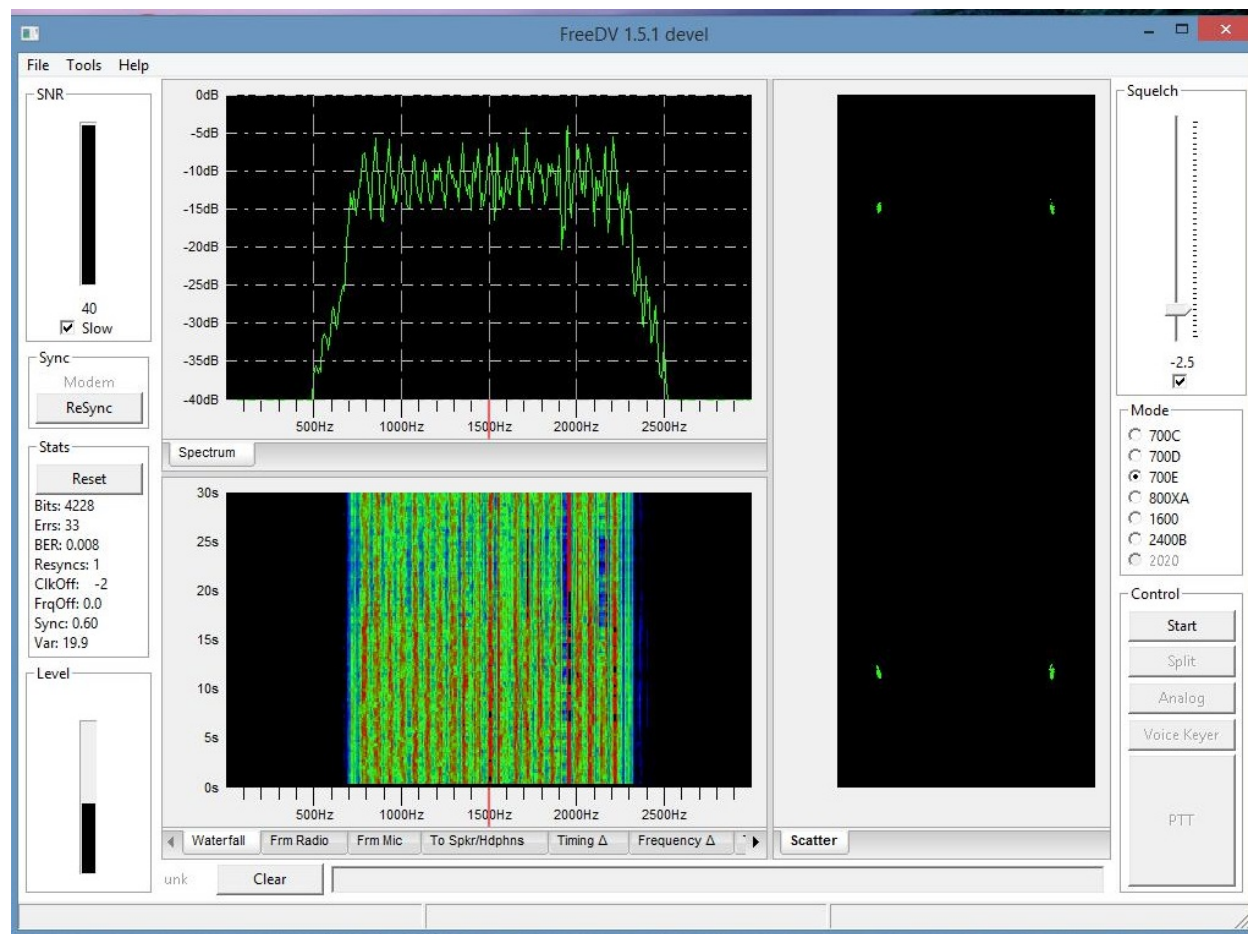 FreeDV 1.5.1 devel
File Tools Help
SNR
40
Slow
Sync
Modem
ReSync
Stats
Reset
Bits: 4228
Errs: 33
BER: 0.008
Resyncs: 1
ClkOff: -2
FrqOff: 0.0
Sync: 0.60
Var: 19.9
Level
0dB
-5dB
-10dB
-15dB
-20dB
-25dB
-30dB
-35dB
-40dB
500Hz 1000Hz 1500Hz 2000Hz 2500Hz
Spectrum
30s
25s
20s
15s
10s
5s
0s
500Hz 1000Hz 1500Hz 2000Hz 2500Hz
Waterfall Frm Radio Frm Mic To Spkr/Hdphns Timing Δ Frequency Δ
Scatter
Squelch
-2.5
Mode
700C
700D
700E
800XA
1600
2400B
2020
Control
Start
Split
Analog
Voice Keyer
PTT
unk Clear